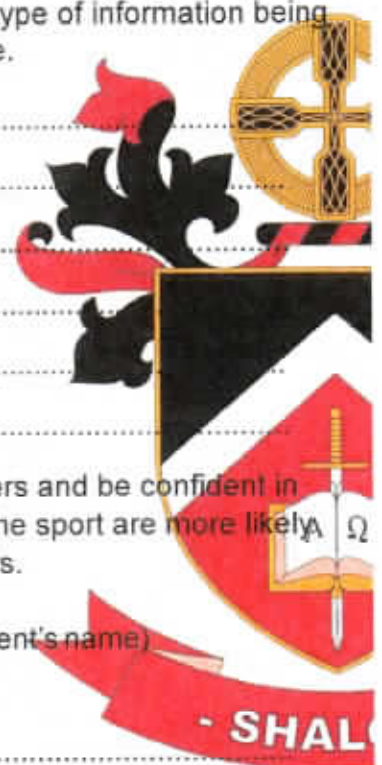 ype of information being
e.
ers and be confident in
he sport are more likely
s.
Α Ω
ent's name)
- SHAL